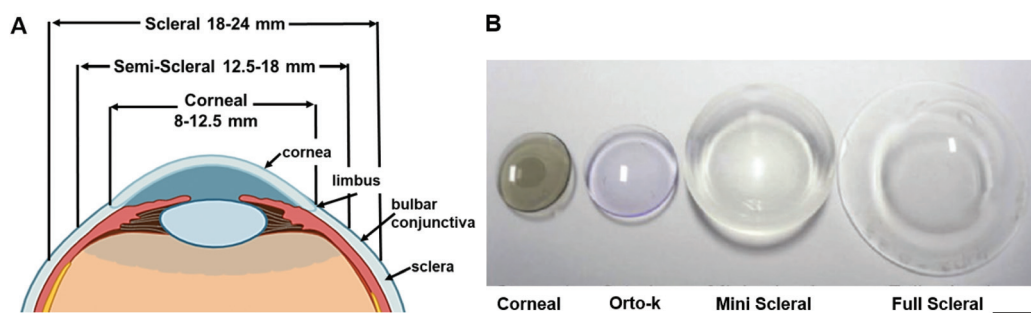 A
Scleral 18-24 mm
Semi-Scleral 12.5-18 mm
Corneal
8-12.5 mm
cornea
limbus
bulbar
conjunctiva
sclera
B
Corneal Orto-k Mini Scleral Full Scleral